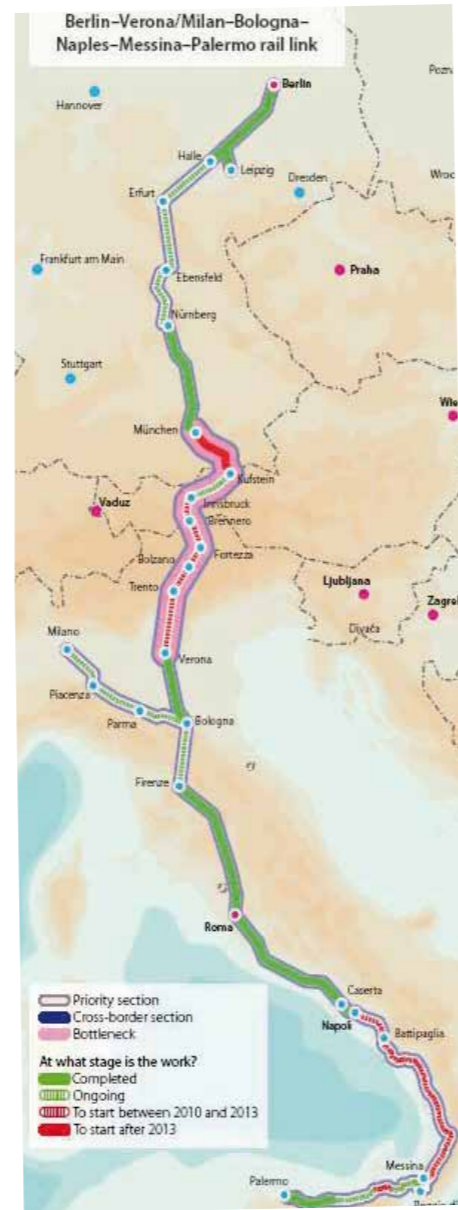 Berlin–Verona/Milan–Bologna–
Naples–Messina–Palermo rail link
Berlin
Hannover
Halle
Leipzig
Dresden
Erfurt
Frankfurt am Main
Ebensfeld
Praha
Nürnberg
Stuttgart
München
Kufstein
Innsbruck
Vaduz
Brennero
Fortezza
Bolzano
Ljubljana
Trento
Zagre
Divača
Milano
Verona
Piacenza
Parma
Bologna
Firenze
Roma
Caserta
Napoli
Battipaglia
Priority section
Cross-border section
Bottleneck
At what stage is the work?
Completed
Ongoing
To start between 2010 and 2013
To start after 2013
Messina
Palermo